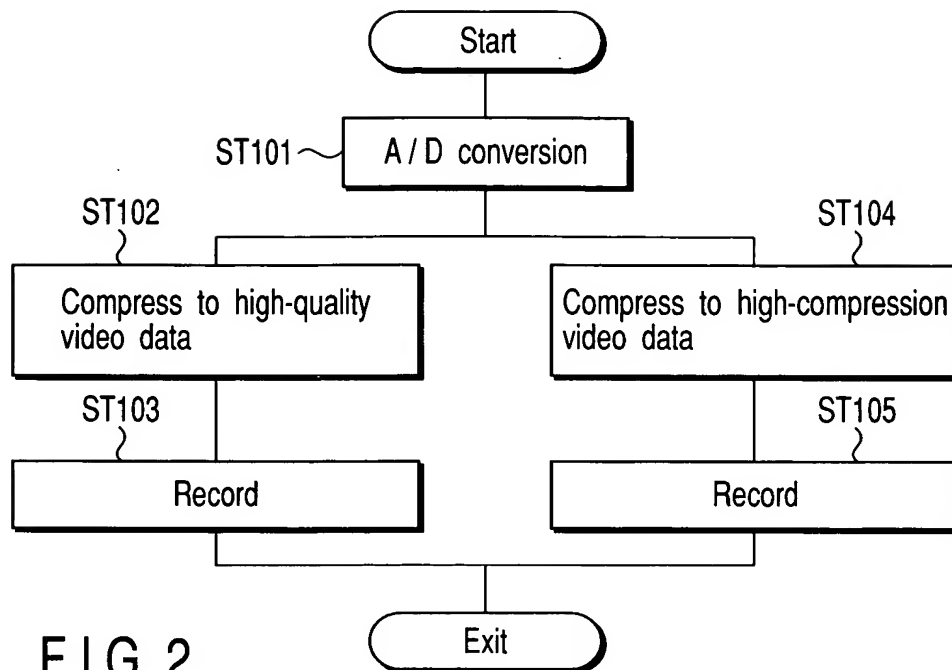 Start
ST101
A / D conversion
ST102
ST104
Compress to high-quality
video data
Compress to high-compression
video data
ST103
ST105
Record
Record
Exit
FIG. 2